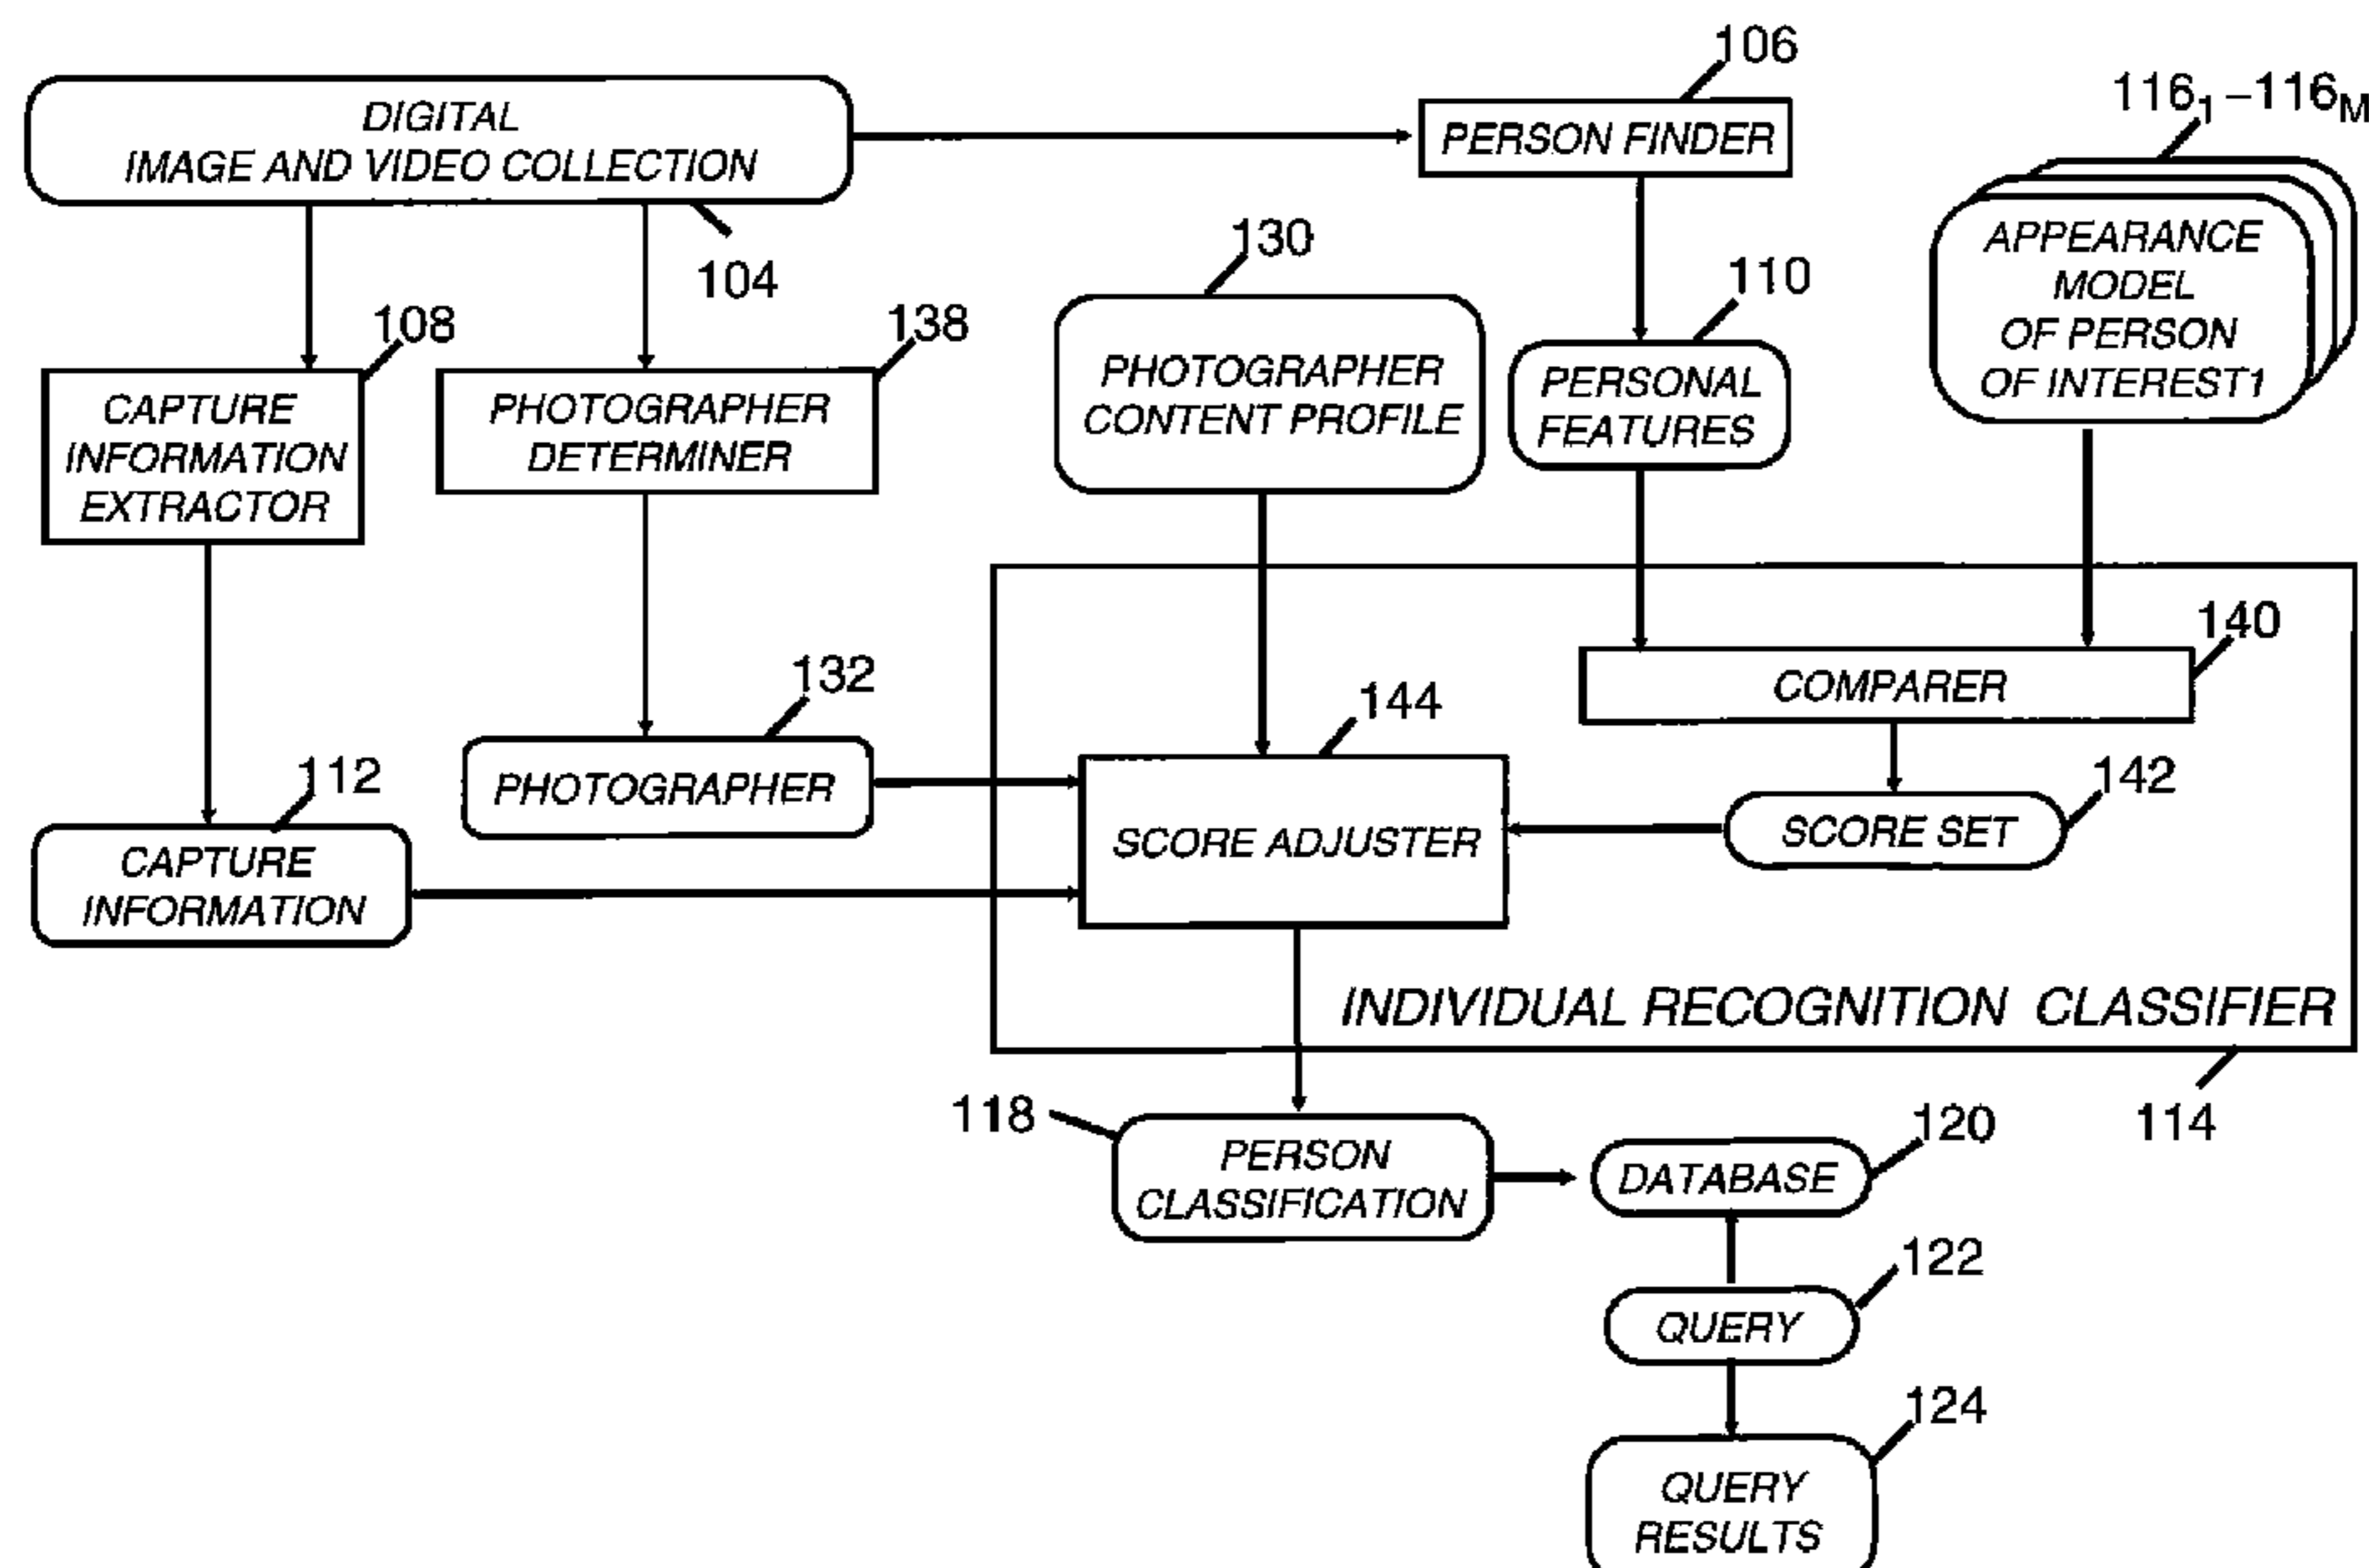 106
116₁ –116M
DIGITAL
IMAGE AND VIDEO COLLECTION
PERSON FINDER
104
130
110
APPEARANCE
MODEL
OF PERSON
OF INTEREST1
108
138
CAPTURE
INFORMATION
EXTRACTOR
PHOTOGRAPHER
DETERMINER
PHOTOGRAPHER
CONTENT PROFILE
PERSONAL
FEATURES
140
COMPARER
132
144
PHOTOGRAPHER
SCORE ADJUSTER
142
SCORE SET
112
CAPTURE
INFORMATION
INDIVIDUAL RECOGNITION CLASSIFIER
114
118
PERSON
CLASSIFICATION
120
DATABASE
122
QUERY
124
QUERY
RESULTS